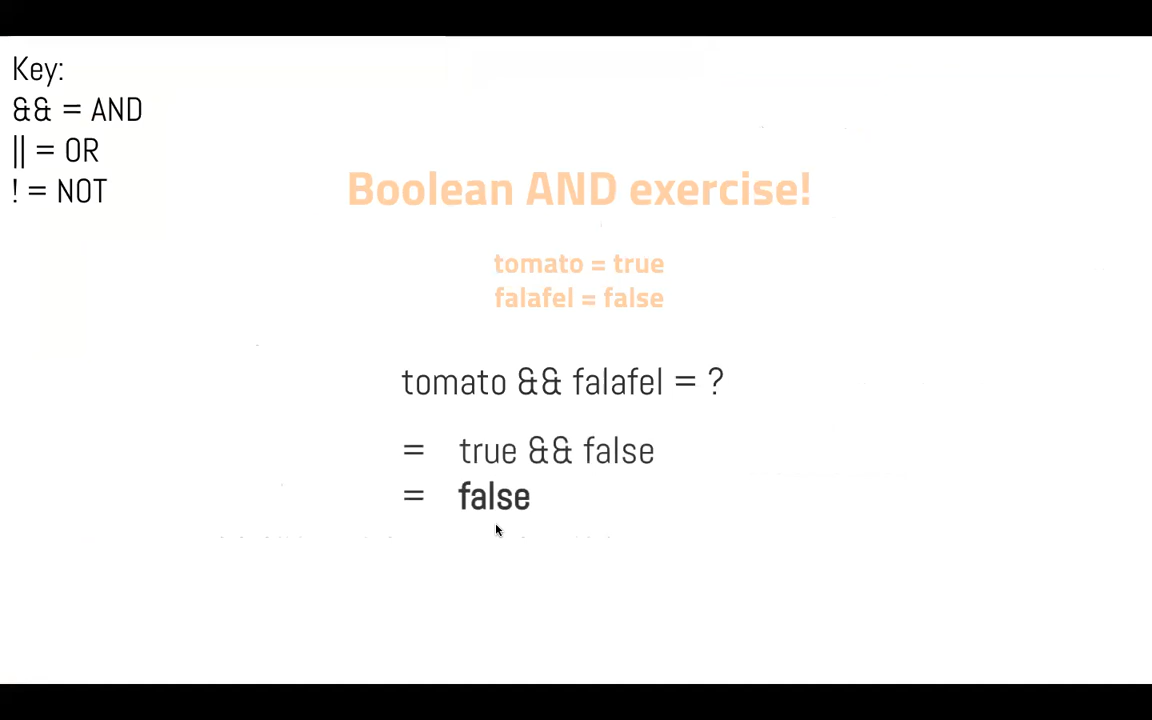 Key:
&& = AND
|| = OR
! = NOT
Boolean AND exercise!
tomato = true
falafel = false
tomato && falafel = ?
= true && false
= false